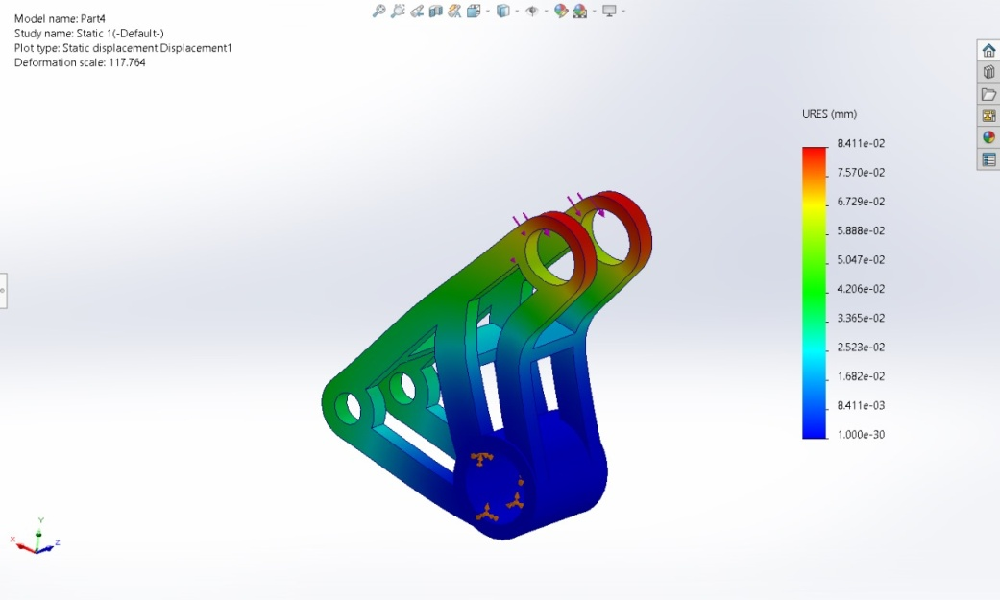 Model name: Part4
Study name: Static 1(-Default-)
Plot type: Static displacement Displacement1
Deformation scale: 117.764
URES (mm)
8.411e-02
7.570e-02
6.729e-02
5.888e-02
5.047e-02
4.206e-02
3.365e-02
2.523e-02
1.682e-02
8.411e-03
1.000e-30
Y
X
Z